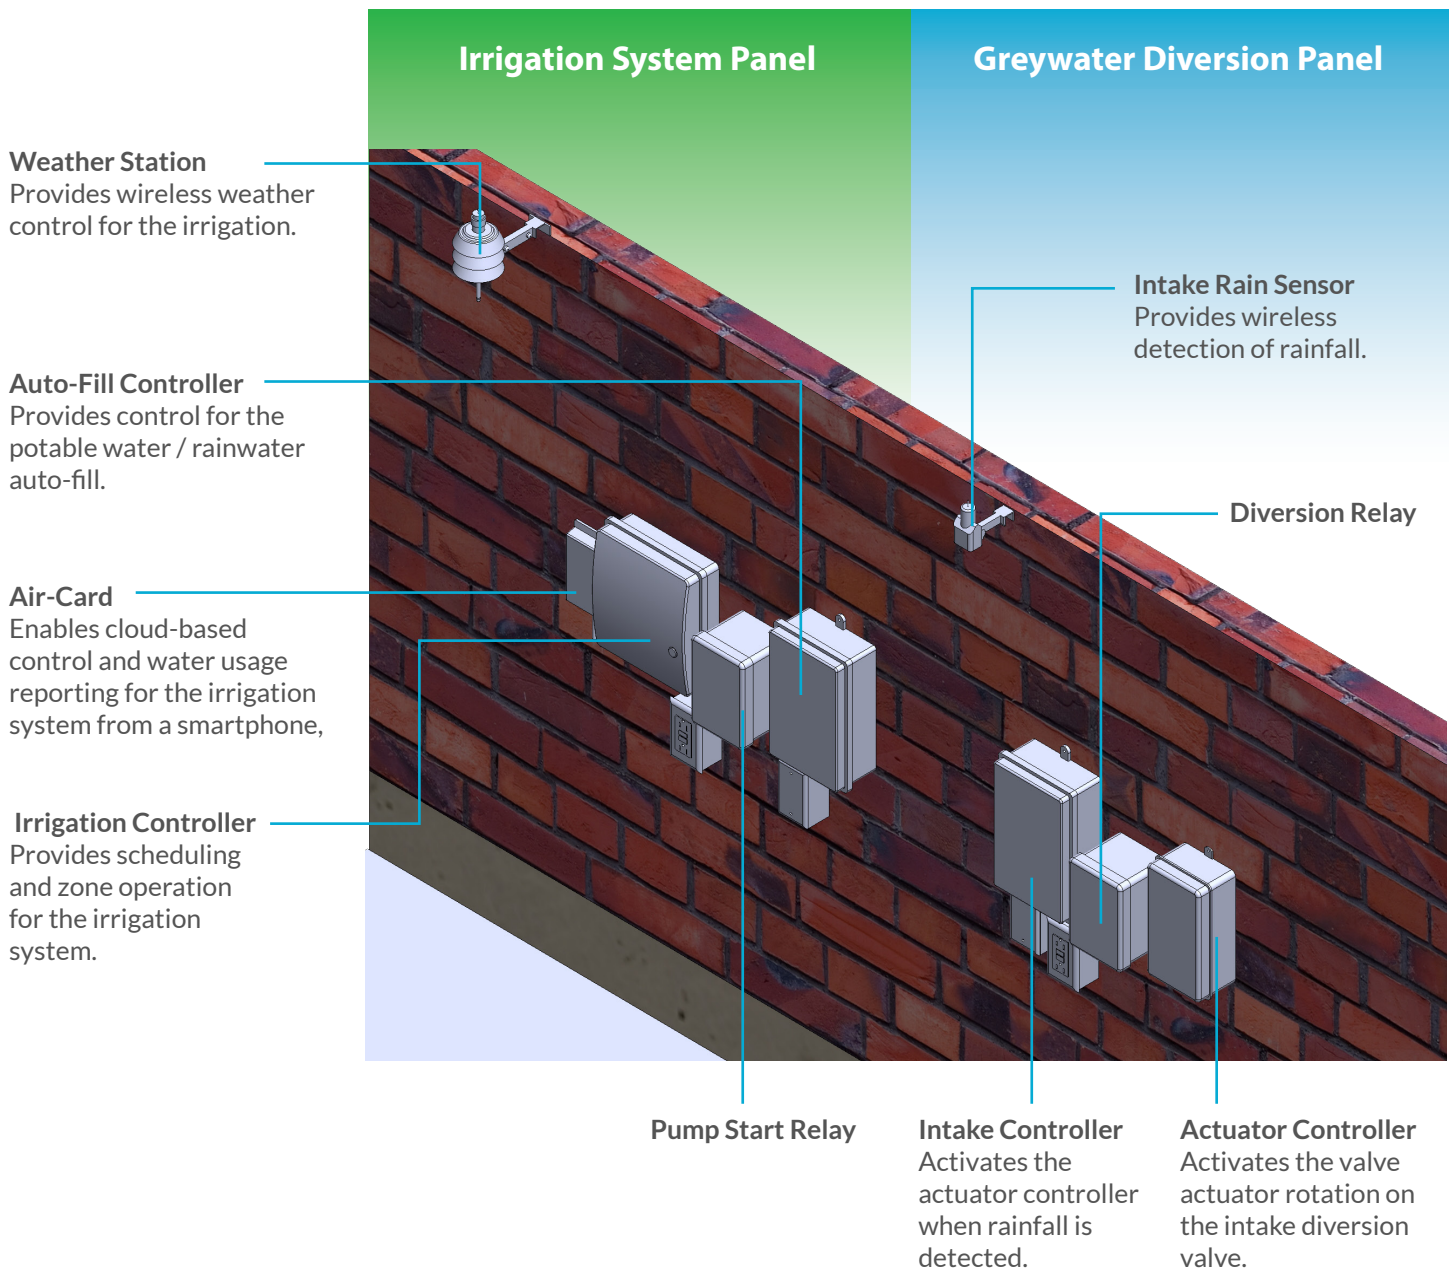 Irrigation System Panel
Greywater Diversion Panel
Weather Station
Provides wireless weather
control for the irrigation.
Intake Rain Sensor
Provides wireless
detection of rainfall.
Auto-Fill Controller
Provides control for the
potable water / rainwater
auto-fill.
Diversion Relay
Air-Card
Enables cloud-based
control and water usage
reporting for the irrigation
system from a smartphone,
Irrigation Controller
Provides scheduling
and zone operation
for the irrigation
system.
Pump Start Relay
Intake Controller
Activates the
actuator controller
when rainfall is
detected.
Actuator Controller
Activates the valve
actuator rotation on
the intake diversion
valve.